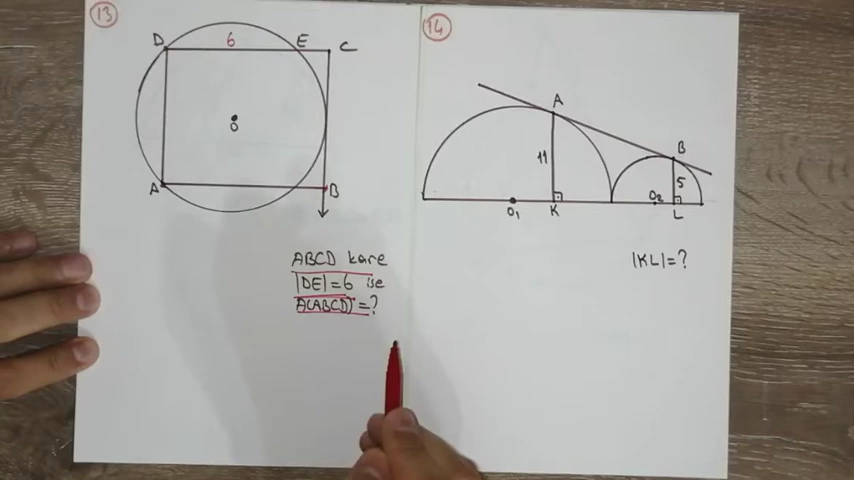 13
D 6 E C
O
A B
ABCD kare
|DE|=6 ise
A(ABCD)=?
14
A
11
B
5
O₁ K O₂ L
|KL|=?